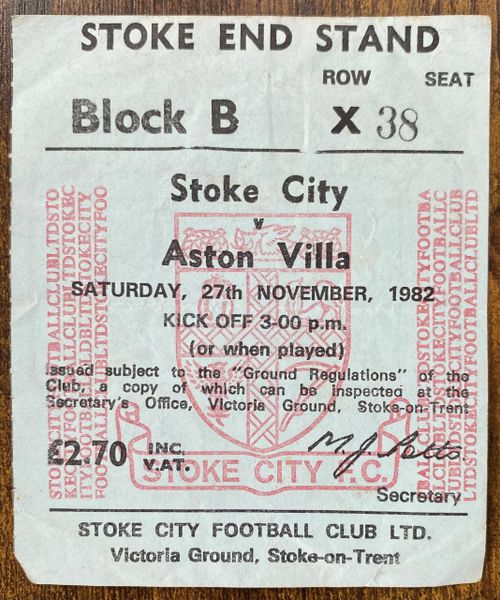 STOKE END STAND
ROW SEAT
Block B X 38
Stoke City
v
Aston Villa
SATURDAY, 27th NOVEMBER, 1982
KICK OFF 3-00 p.m.
(or when played)
Issued subject to the "Ground Regulations" of the
Club, a copy of which can be inspected at the
Secretary's Office, Victoria Ground, Stoke-on-Trent
£2.70 INC.
V.AT.
STOKE CITY F.C.
Secretary
STOKE CITY FOOTBALL CLUB LTD.
Victoria Ground, Stoke-on-Trent